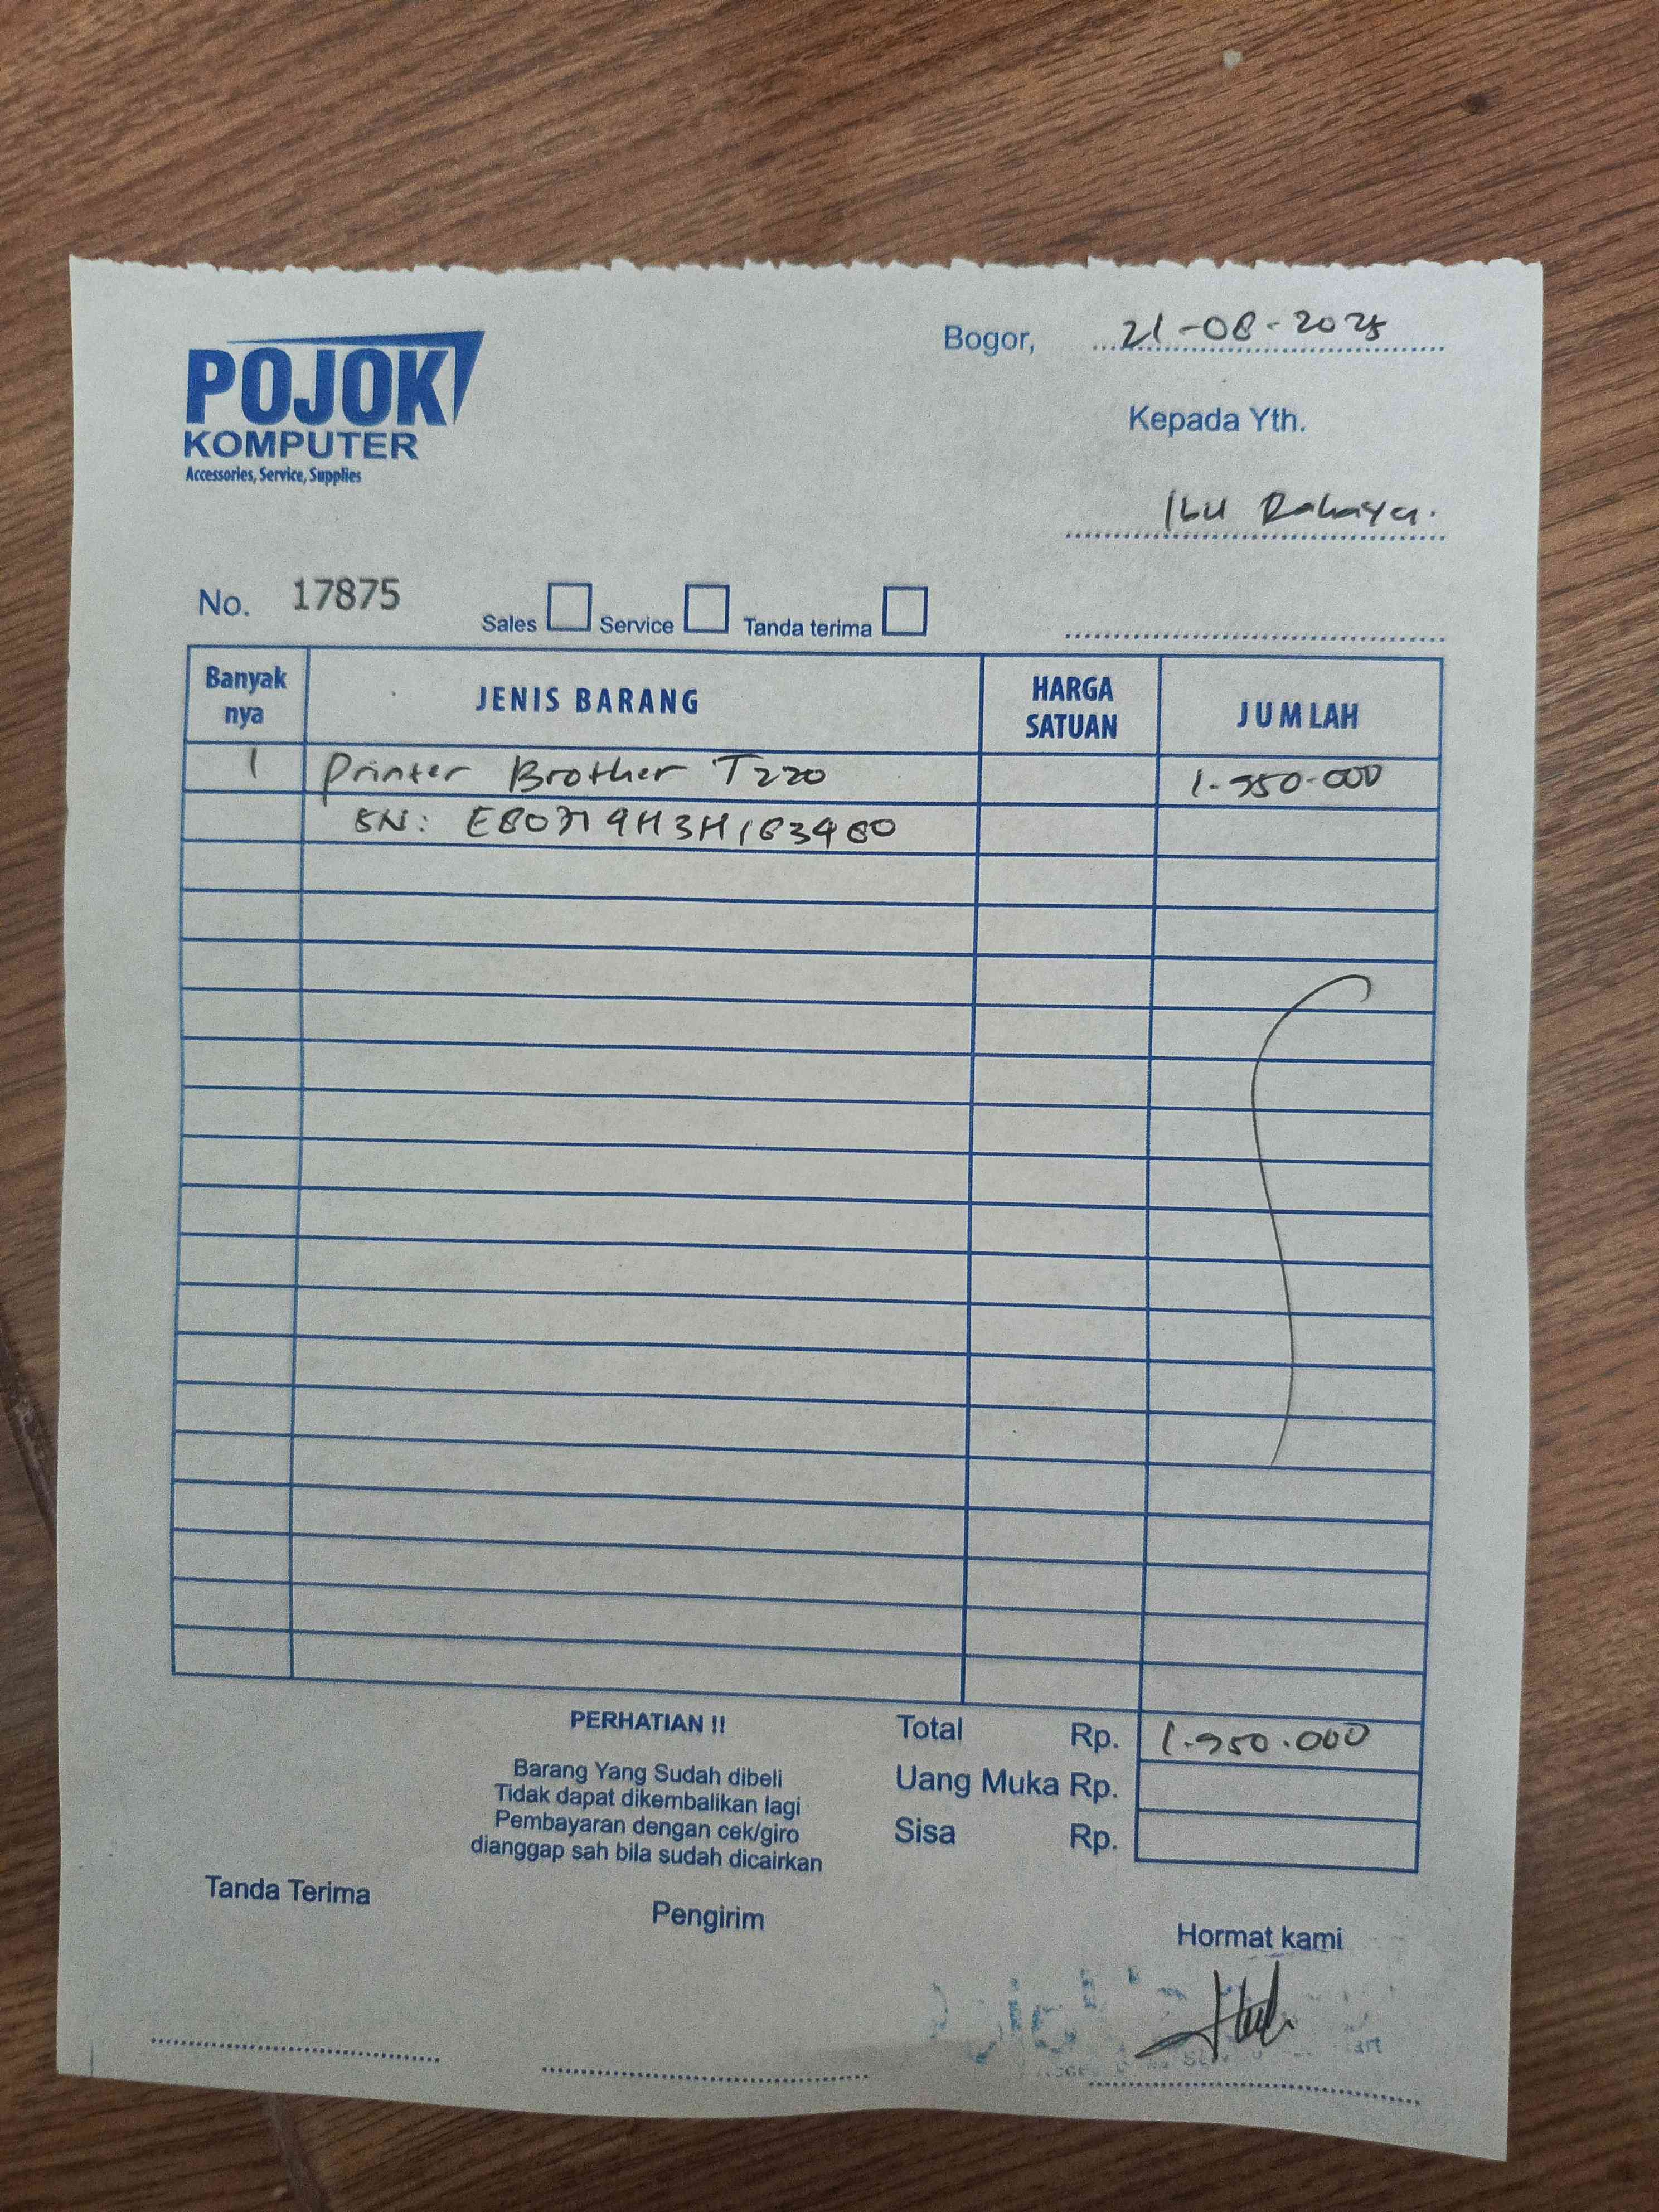 POJOK
KOMPUTER
Accessories, Service, Supplies
Bogor, 21-08-2025
Kepada Yth.
Ibu Rahayu.
No. 17875
Sales Service Tanda terima
Banyak nya JENIS BARANG HARGA SATUAN JUMLAH
1 Printer Brother T220 1.950.000
SN:
PERHATIAN !!
Barang Yang Sudah dibeli
Tidak dapat dikembalikan lagi
Pembayaran dengan cek/giro
dianggap sah bila sudah dicairkan
Total Rp. 1.950.000
Uang Muka Rp.
Sisa Rp.
Tanda Terima
Pengirim
Hormat kami